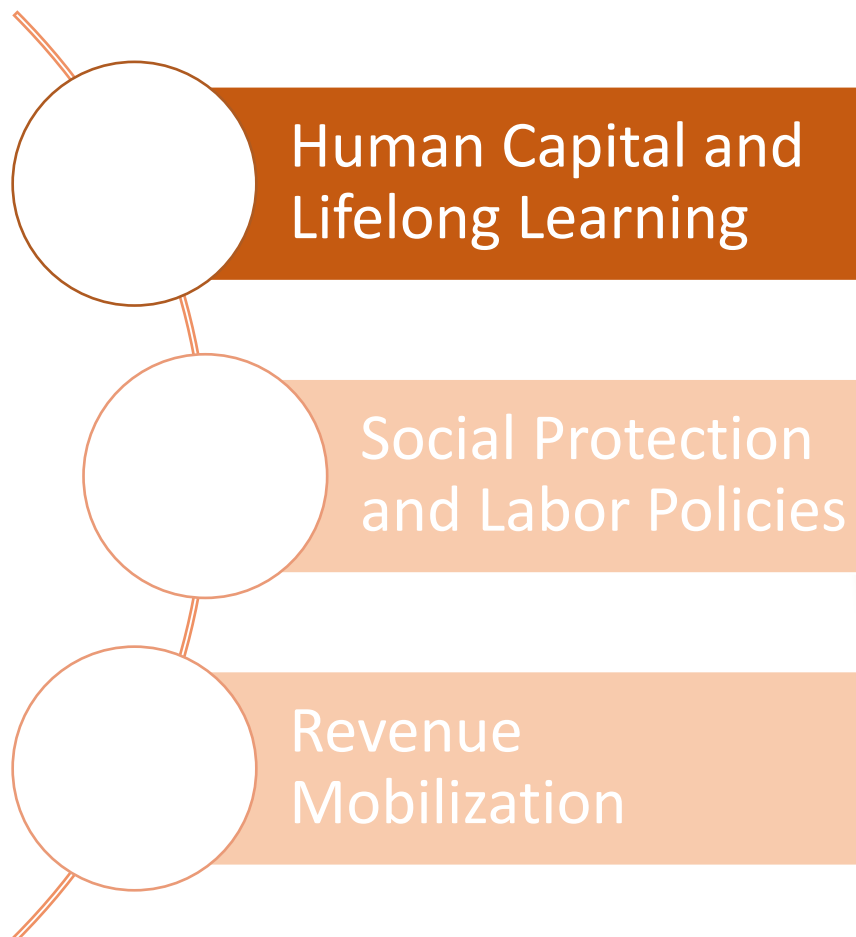 Human Capital and
Lifelong Learning
Social Protection
and Labor Policies
Revenue
Mobilization